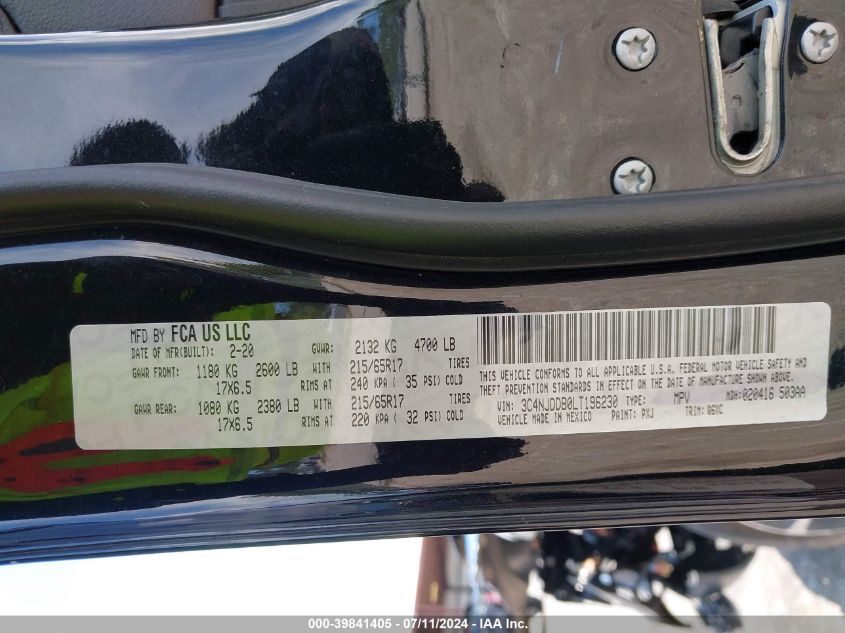 MFD BY FCA US LLC
DATE OF MFR(BUILT): 2-20 GVWR: 2132 KG 4700 LB
GAWR FRONT: 1180 KG 2600 LB WITH 215/65R17 TIRES
17X6.5 RIMS AT 240 KPA ( 35 PSI) COLD
GAWR REAR: 1080 KG 2380 LB WITH 215/65R17 TIRES
17X6.5 RIMS AT 220 KPA ( 32 PSI) COLD
THIS VEHICLE CONFORMS TO ALL APPLICABLE U.S.A. FEDERAL MOTOR VEHICLE SAFETY AND
THEFT PREVENTION STANDARDS IN EFFECT ON THE DATE OF MANUFACTURE SHOWN ABOVE.
VIN: 3C4NJDDB0LT196230 TYPE: MPV MDH:020416 503AA
VEHICLE MADE IN MEXICO PAINT: PXJ TRIM:
000-39841405 - 07/11/2024 - IAA Inc.